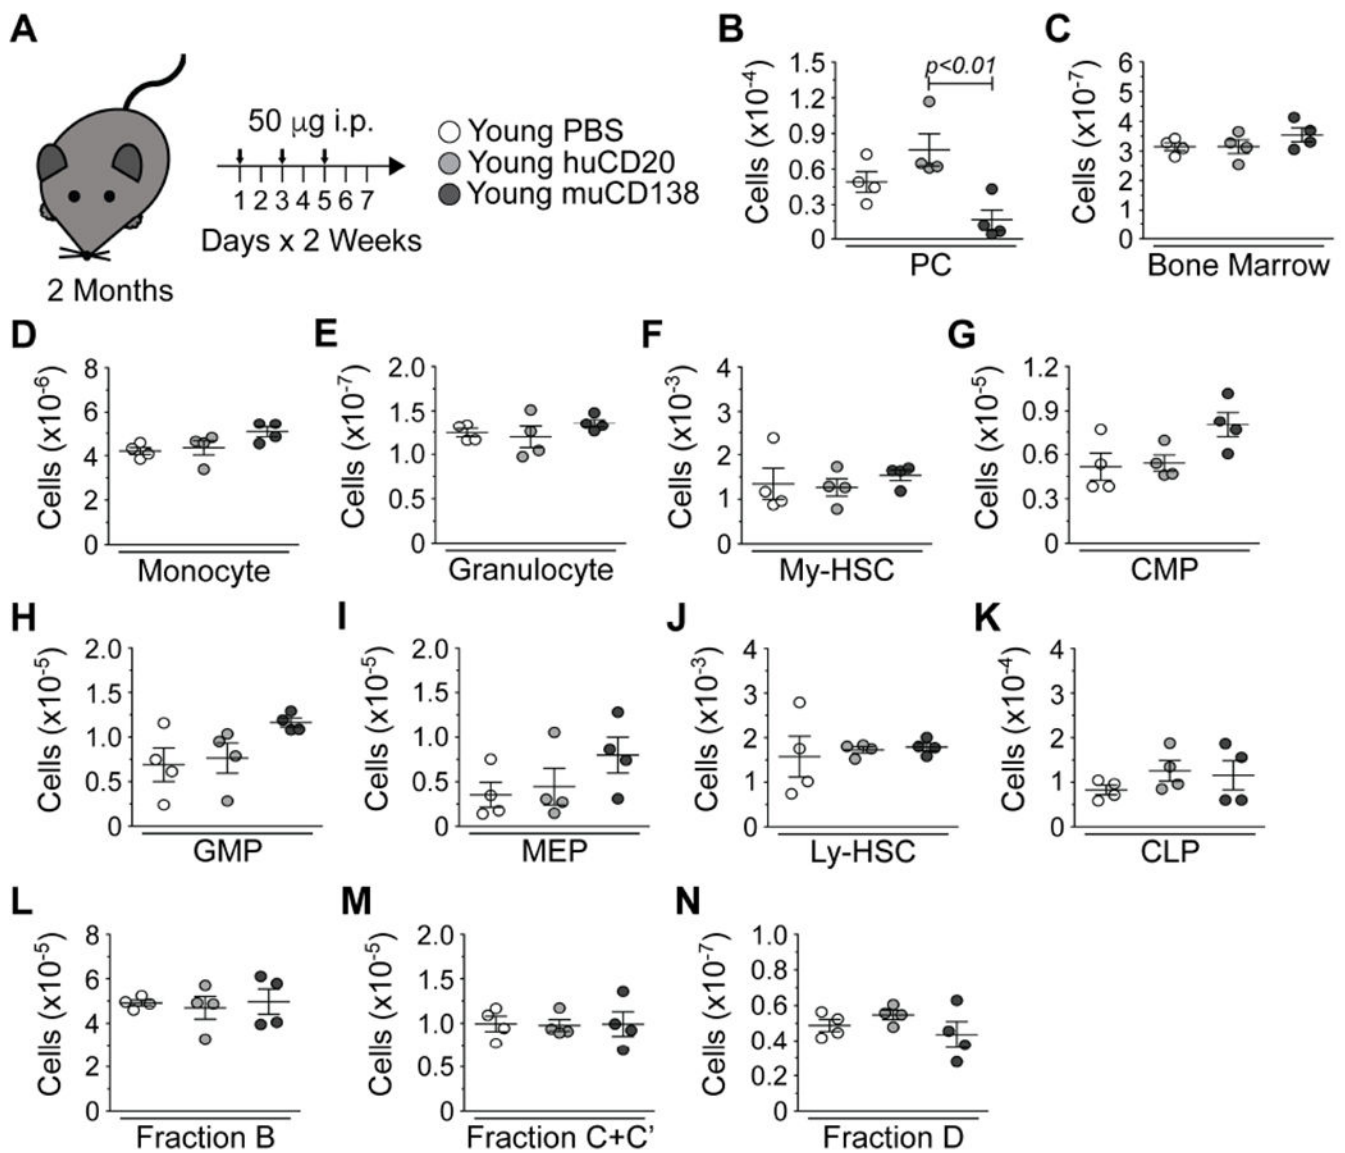 A
50 µg i.p.
1 2 3 4 5 6 7
Days x 2 Weeks
2 Months
Young PBS
Young huCD20
Young muCD138
B
Cells (x10-4)
1.5
1.2
0.9
0.6
0.3
0
p<0.01
PC
C
Cells (x10-7)
6
5
4
3
2
1
0
Bone Marrow
D
Cells (x10-6)
8
6
4
2
0
Monocyte
E
Cells (x10-7)
2.0
1.5
1.0
0.5
0
Granulocyte
F
Cells (x10-3)
4
3
2
1
0
My-HSC
G
Cells (x10-5)
1.2
0.9
0.6
0.3
0
CMP
H
Cells (x10-5)
2.0
1.5
1.0
0.5
0
GMP
I
Cells (x10-5)
2.0
1.5
1.0
0.5
0
MEP
J
Cells (x10-3)
4
3
2
1
0
Ly-HSC
K
Cells (x10-4)
4
3
2
1
0
CLP
L
Cells (x10-5)
8
6
4
2
0
Fraction B
M
Cells (x10-5)
2.0
1.5
1.0
0.5
0
Fraction C+C'
N
Cells (x10-7)
1.0
0.8
0.6
0.4
0.2
0
Fraction D